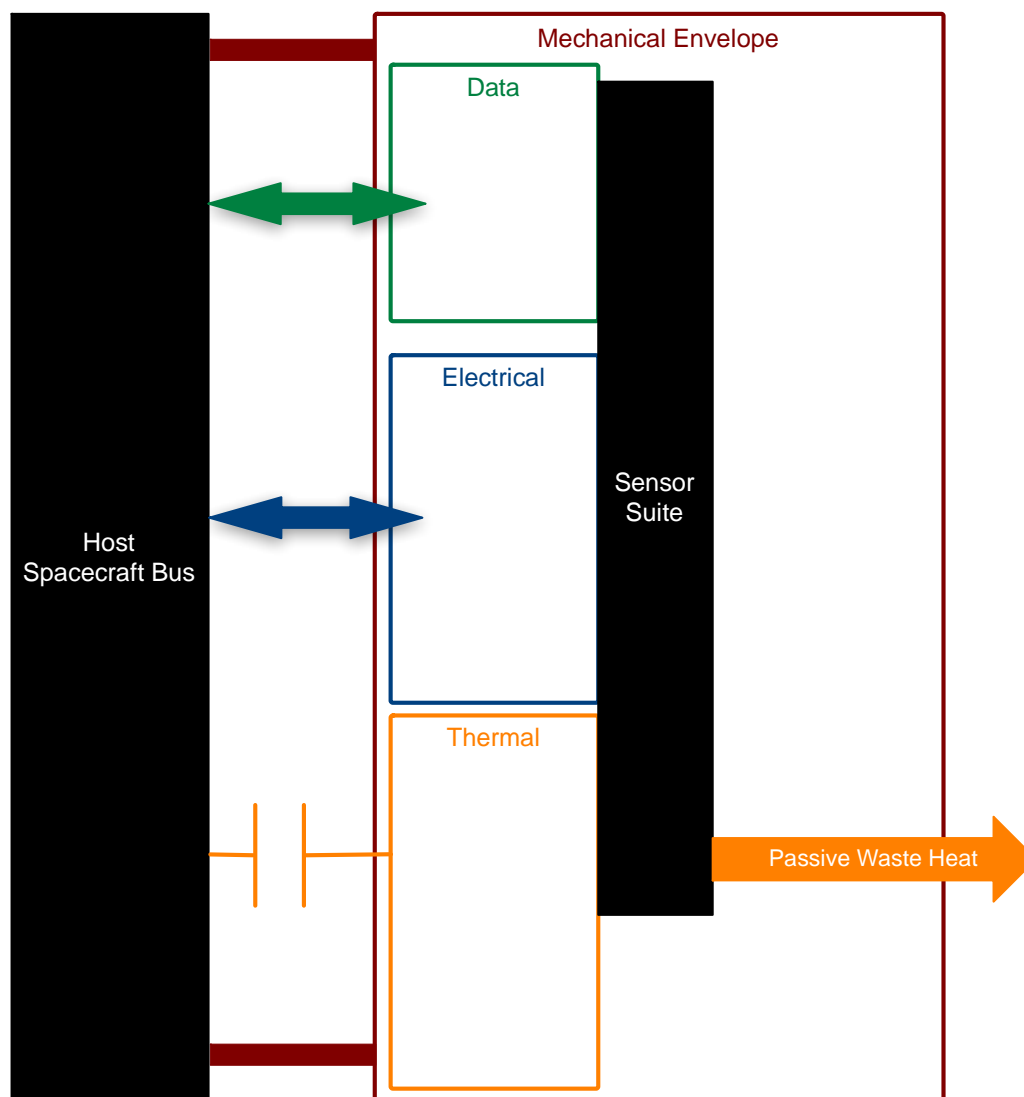 Mechanical Envelope
Data
Electrical
Sensor
Suite
Host
Spacecraft Bus
Thermal
Passive Waste Heat